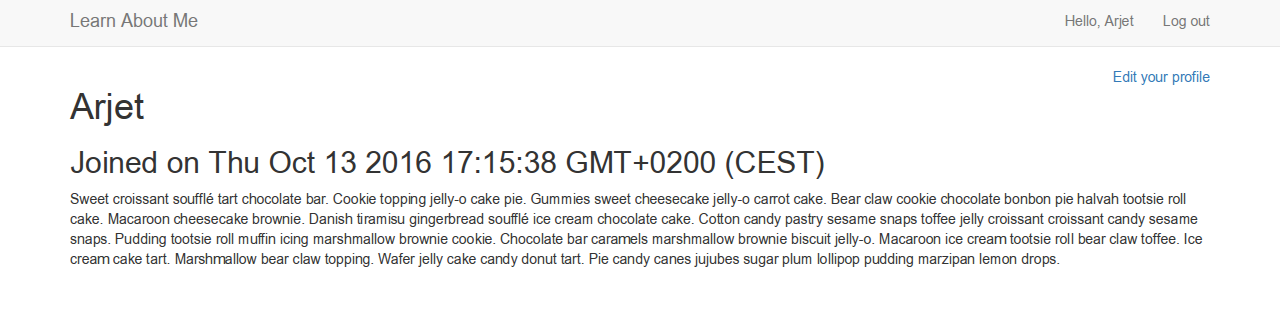 Learn About Me
Hello, Arjet
Log out
Edit your profile
Arjet
Joined on Thu Oct 13 2016 17:15:38 GMT+0200 (CEST)
Sweet croissant soufflé tart chocolate bar. Cookie topping jelly-o cake pie. Gummies sweet cheesecake jelly-o carrot cake. Bear claw cookie chocolate bonbon pie halvah tootsie roll
cake. Macaroon cheesecake brownie. Danish tiramisu gingerbread soufflé ice cream chocolate cake. Cotton candy pastry sesame snaps toffee jelly croissant croissant candy sesame
snaps. Pudding tootsie roll muffin icing marshmallow brownie cookie. Chocolate bar caramels marshmallow brownie biscuit jelly-o. Macaroon ice cream tootsie roll bear claw toffee. Ice
cream cake tart. Marshmallow bear claw topping. Wafer jelly cake candy donut tart. Pie candy canes jujubes sugar plum lollipop pudding marzipan lemon drops.